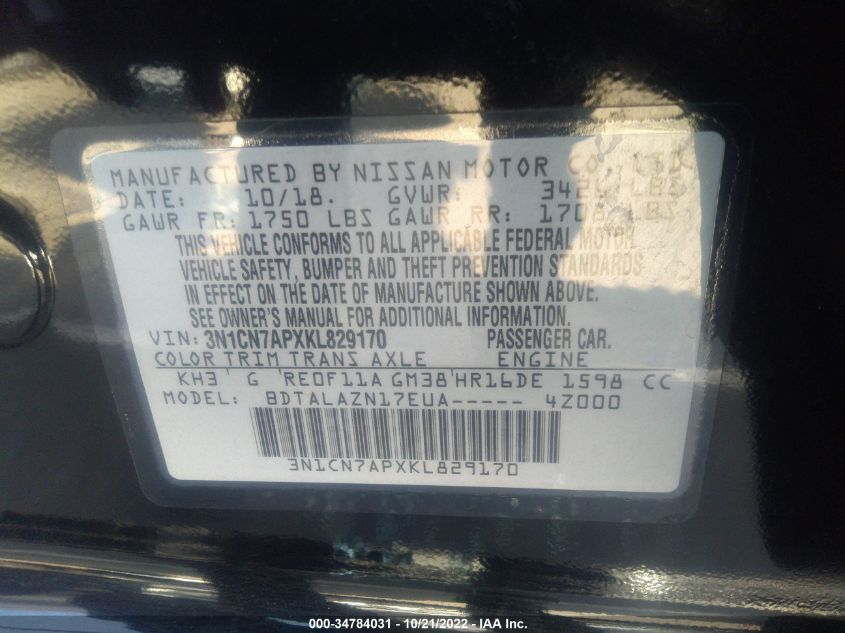 MANUFACTURED BY NISSAN MOTOR CO., LTD.
DATE: 10/18. GVWR: LBS
GAWR FR: 1750 LBS GAWR RR: LBS
THIS VEHICLE CONFORMS TO ALL APPLICABLE FEDERAL MOTOR
VEHICLE SAFETY, BUMPER AND THEFT PREVENTION STANDARDS
IN EFFECT ON THE DATE OF MANUFACTURE SHOWN ABOVE.
SEE OWNER'S MANUAL FOR ADDITIONAL INFORMATION.
VIN: 3N1CN7APXKL829170 PASSENGER CAR.
COLOR TRIM TRANS AXLE ENGINE
KH3 ' G 'RE0F11A GM38'HR16DE 1598 CC
MODEL: BDTALAZN17EUA----- 4Z000
3N1CN7APXKL829170
000-34784031 - 10/21/2022 - IAA Inc.